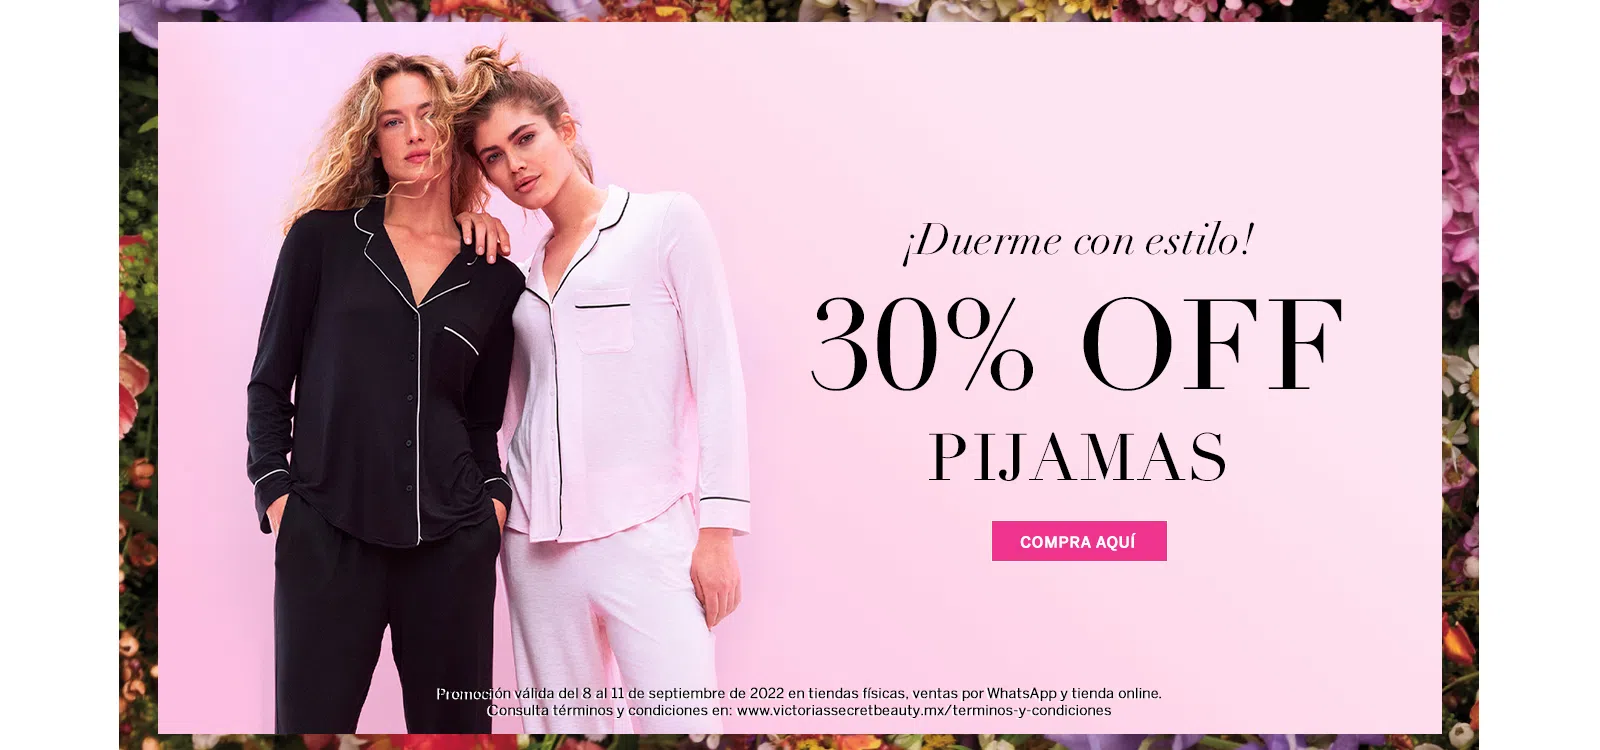 ¡Duerme con estilo!
30% OFF
PIJAMAS
COMPRA AQUÍ
Promoción válida del 8 al 11 de septiembre de 2022 en tiendas físicas, ventas por WhatsApp y tienda online.
Consulta términos y condiciones en: www.victoriassecretbeauty.mx/terminos-y-condiciones